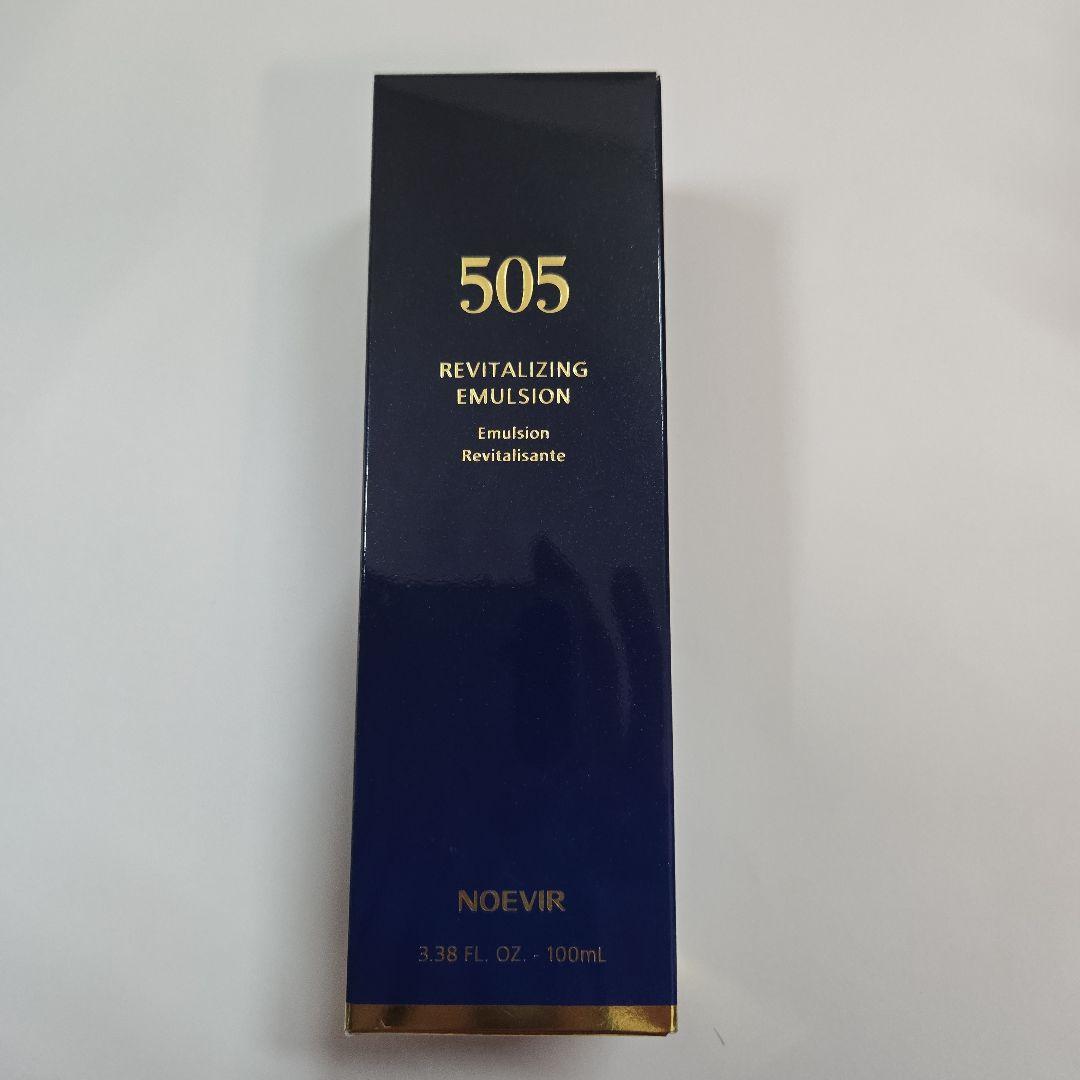 505
REVITALIZING
EMULSION
Emulsion
Revitalisante
NOEVIR
3.38 FL. OZ. - 100mL